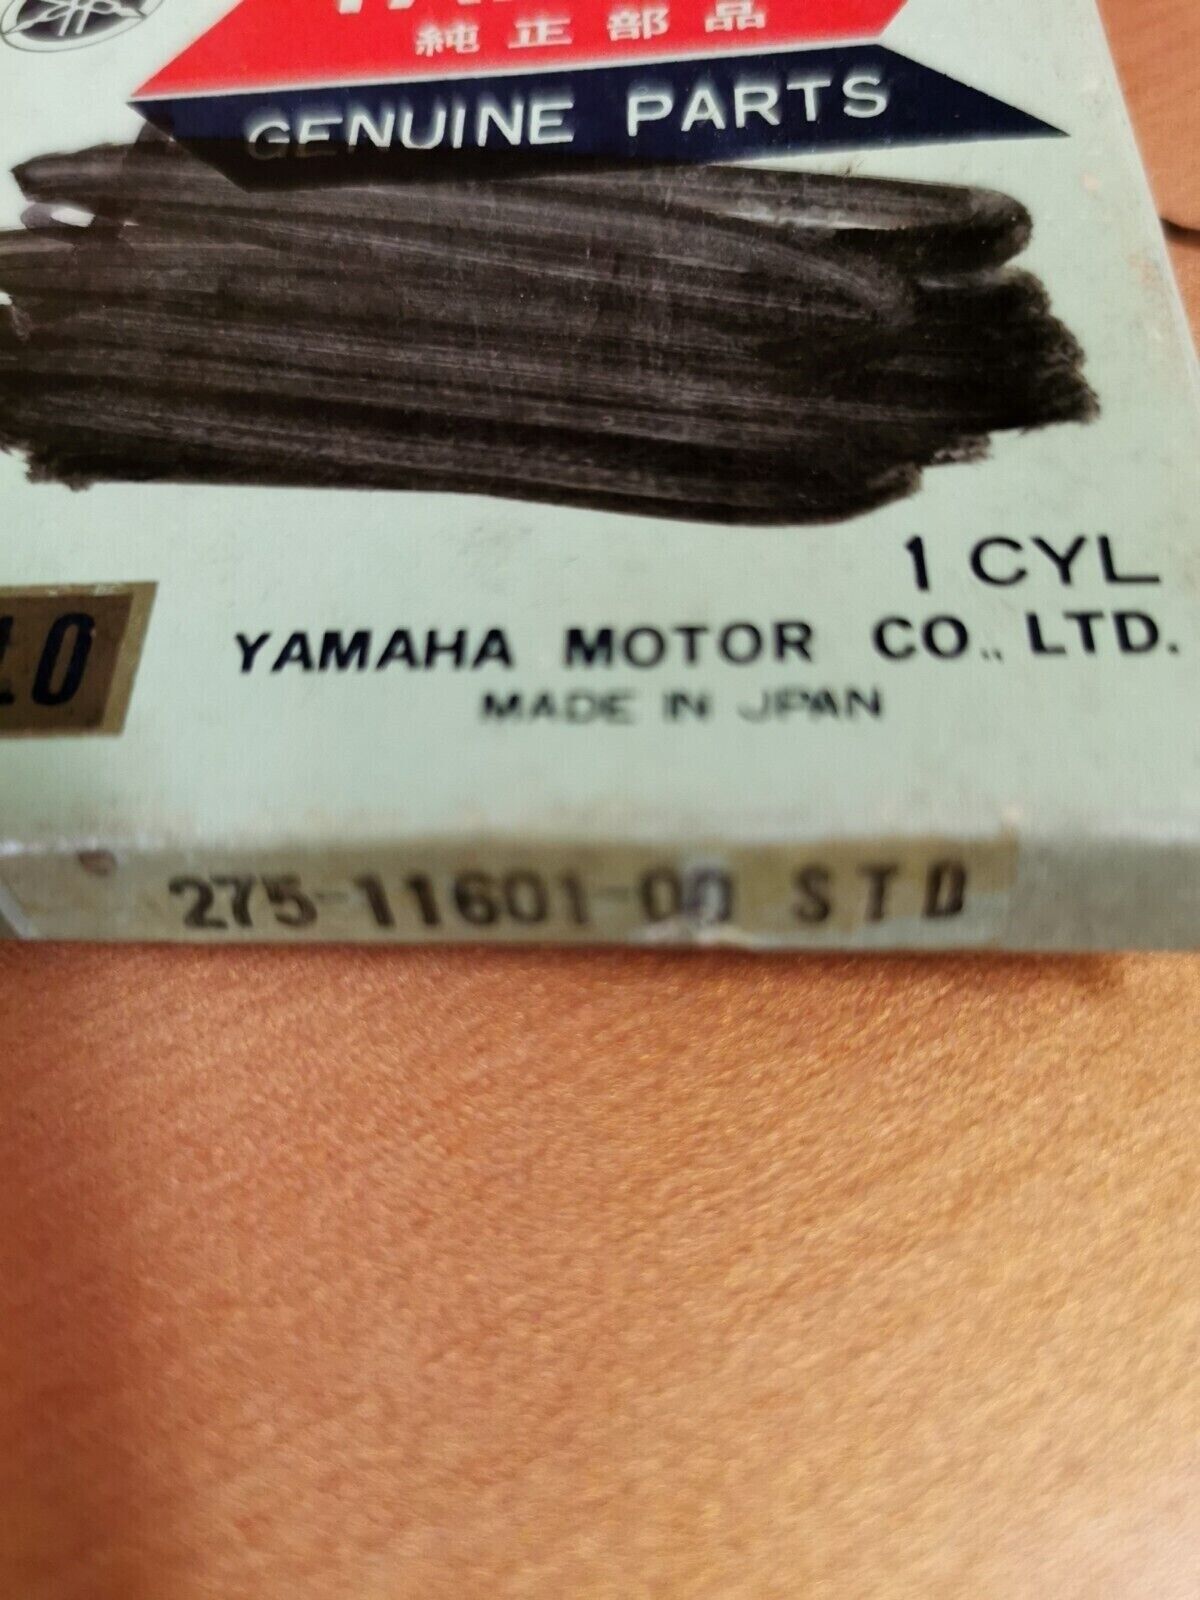 純正部品
GENUINE PARTS
1 CYL
10
YAMAHA MOTOR CO., LTD.
MADE IN JPAN
275-11601-00 STD